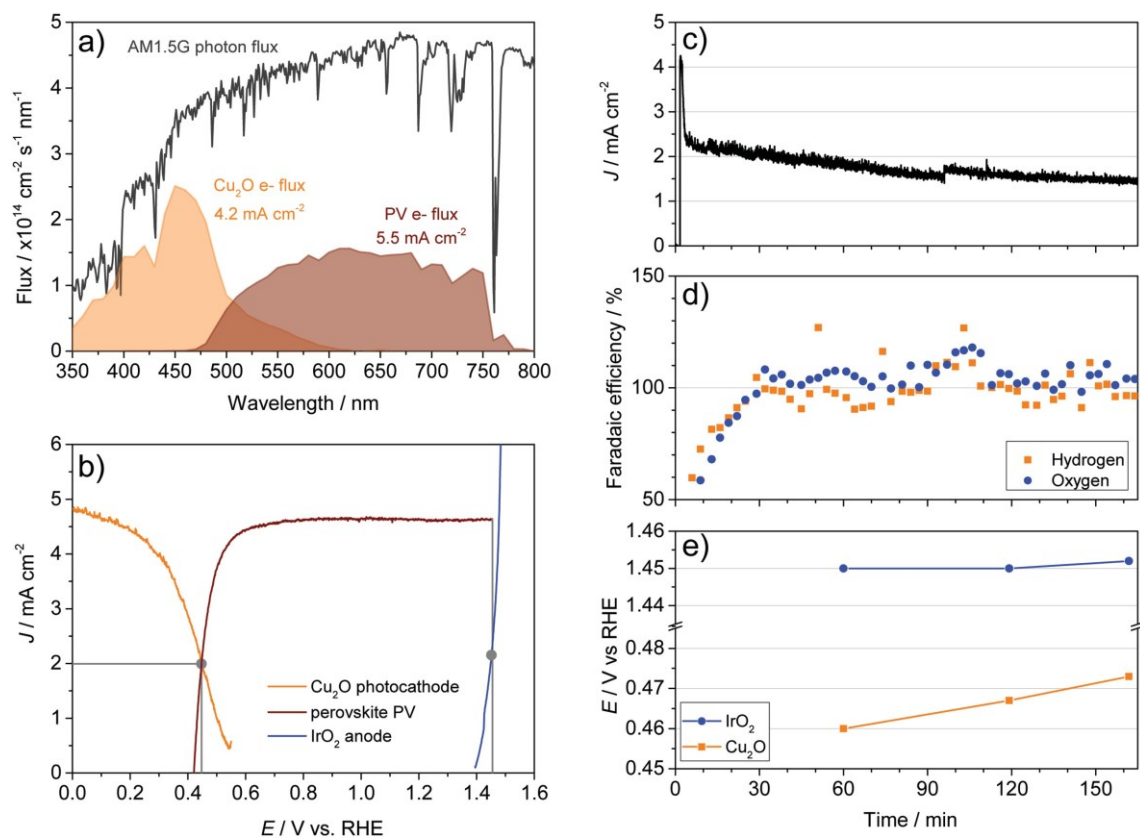 a)
AM1.5G photon flux
Cu₂O e- flux
4.2 mA cm⁻²
PV e- flux
5.5 mA cm⁻²
Flux / x10¹⁴ cm⁻² s⁻¹ nm⁻¹
5
4
3
2
1
0
350 400 450 500 550 600 650 700 750 800
Wavelength / nm
b)
J / mA cm⁻²
6
5
4
3
2
1
0
Cu₂O photocathode
perovskite PV
IrO₂ anode
0.0 0.2 0.4 0.6 0.8 1.0 1.2 1.4 1.6
E / V vs. RHE
c)
J / mA cm⁻²
5
4
3
2
1
0
d)
Faradaic efficiency / %
150
100
50
Hydrogen
Oxygen
e)
E / V vs RHE
1.46
1.45
1.44
0.48
0.47
0.46
0.45
IrO₂
Cu₂O
0 30 60 90 120 150
Time / min